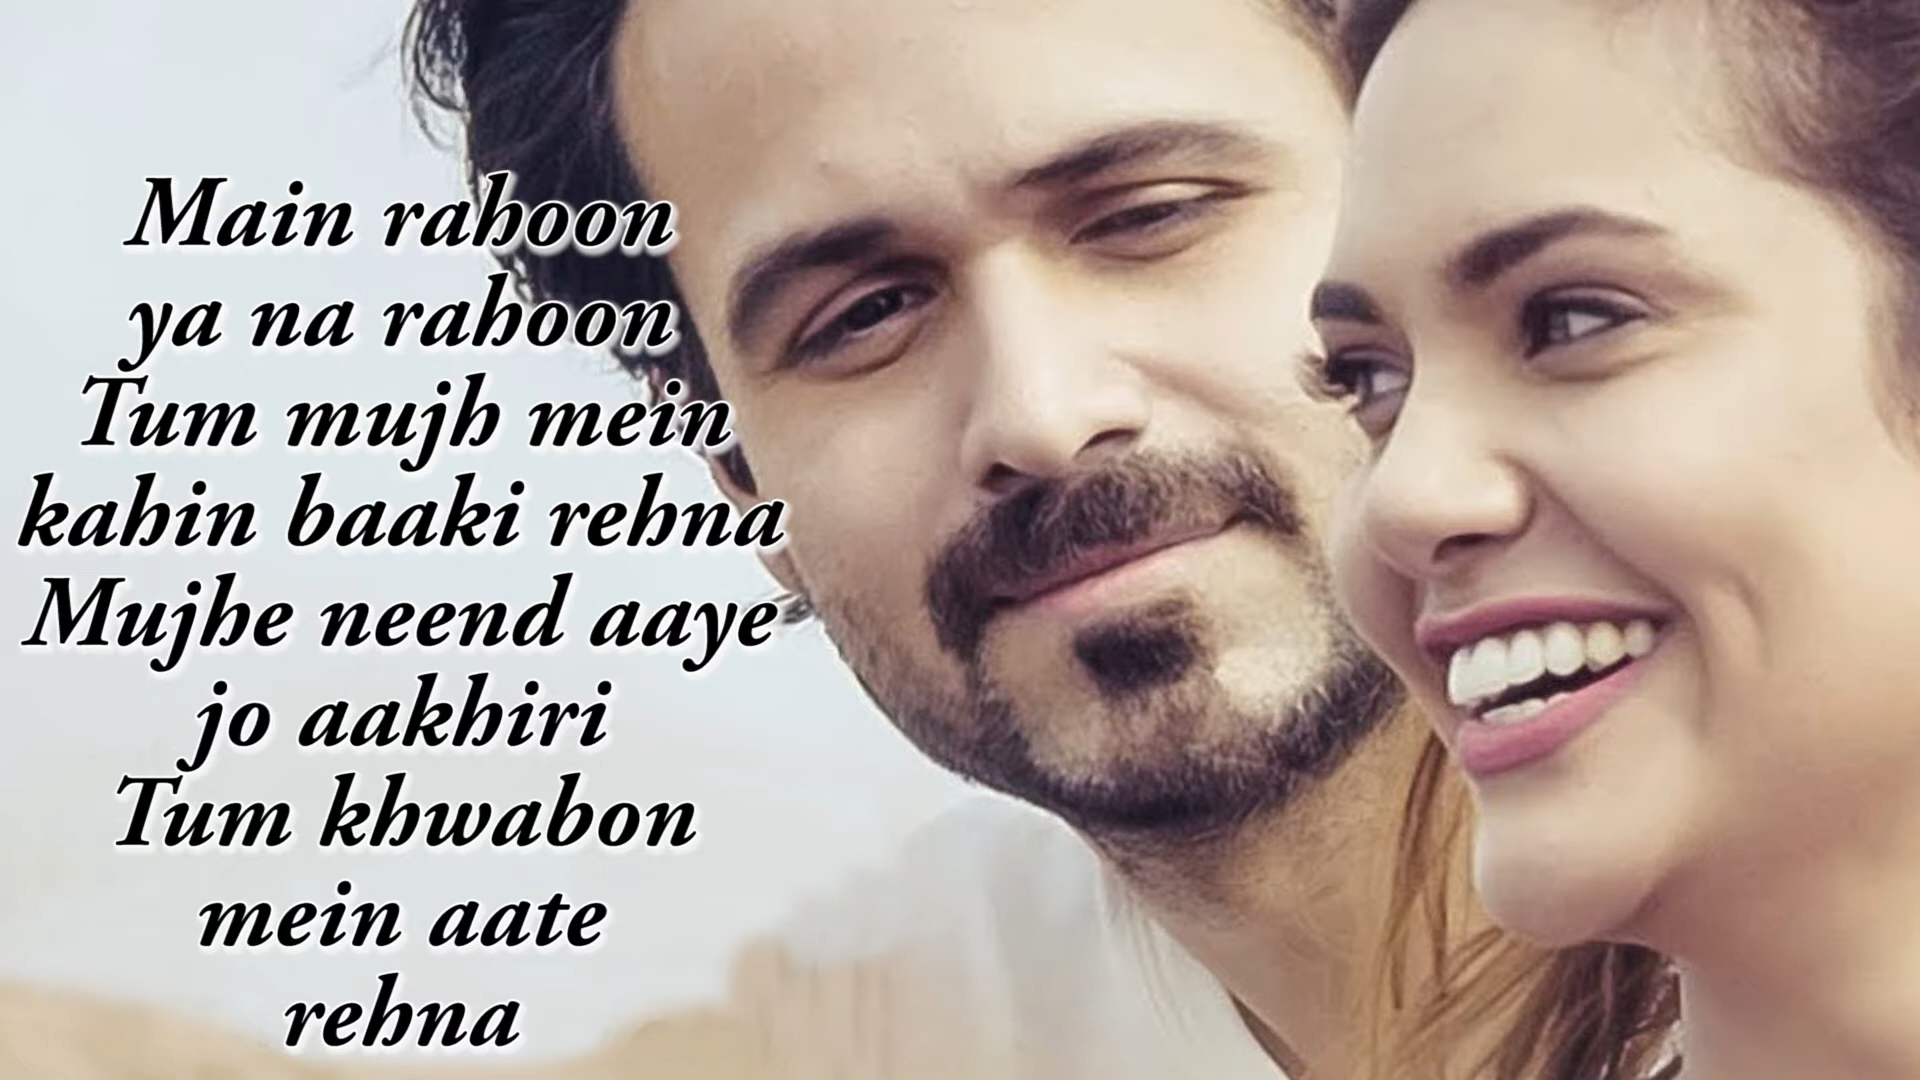 Main rahoon
ya na rahoon
Tum mujh mein
kahin baaki rehna
Mujhe neend aaye
jo aakhiri
Tum khwabon
mein aate
rehna